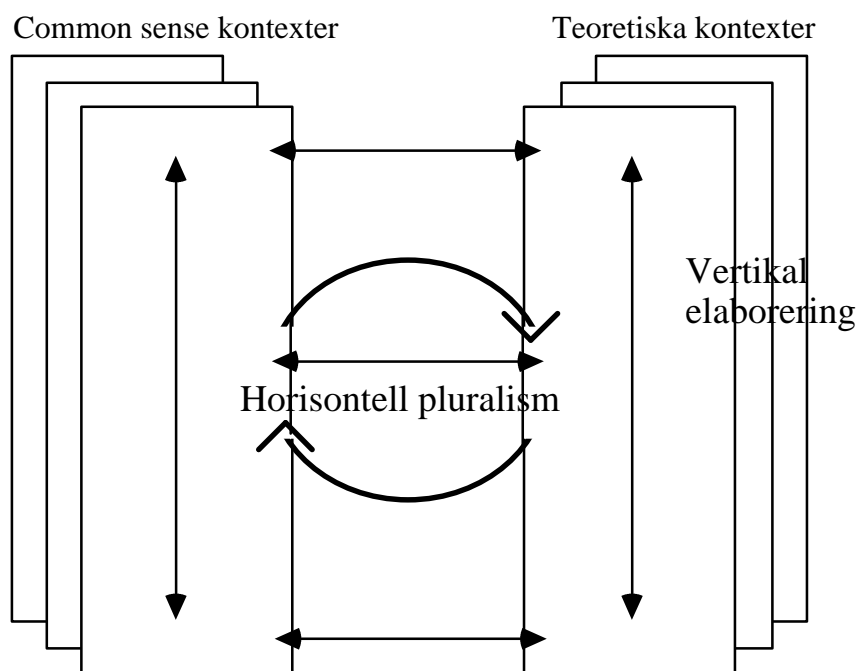 Common sense kontexter
Teoretiska kontexter
Vertikal
elaborering
Horisontell pluralism